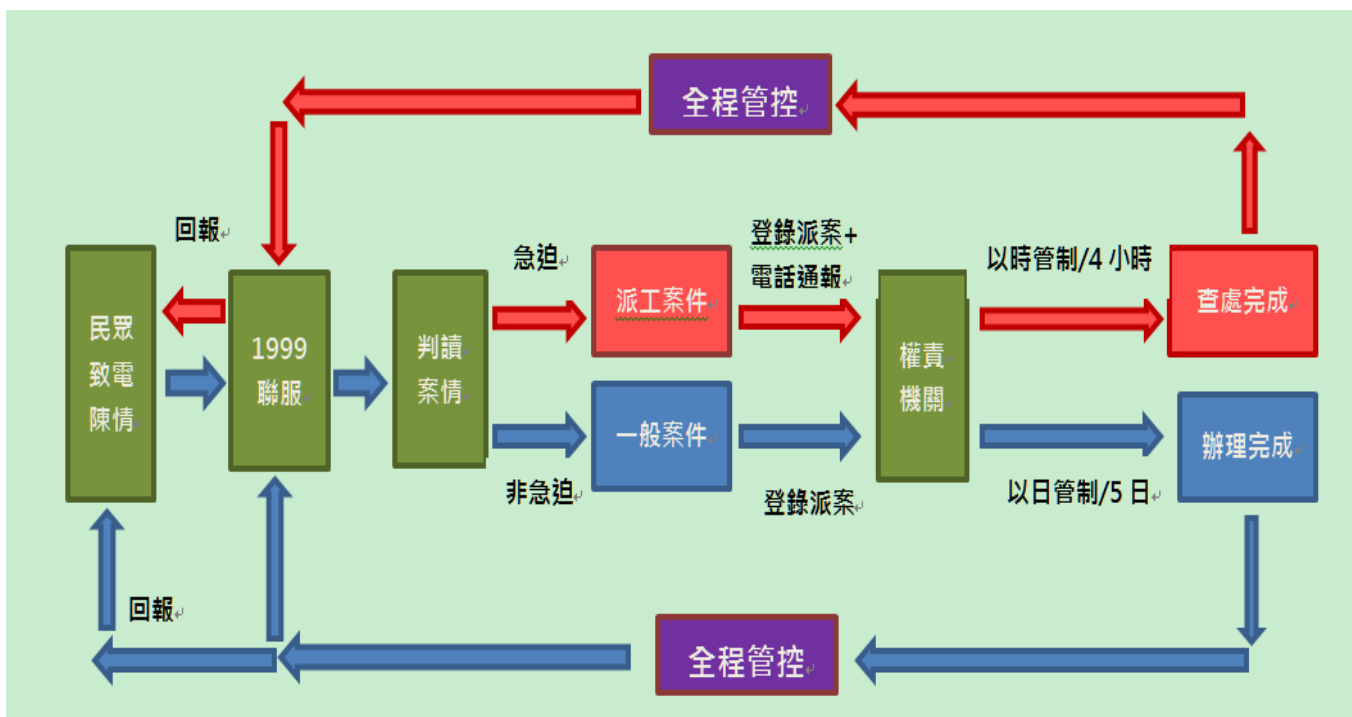 全程管控
回報
急迫
登錄派案+
電話通報
以時管制/4 小時
民眾
致電
陳情
1999
聯服
判讀
案情
派工案件
權責
機關
查處完成
一般案件
辦理完成
非急迫
登錄派案
以日管制/5 日
回報
全程管控